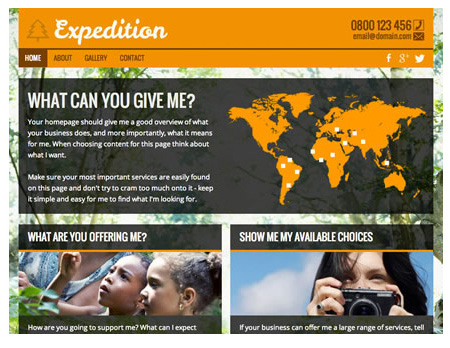 Expedition
0800 123 456
email@domain.com
HOME ABOUT GALLERY CONTACT
WHAT CAN YOU GIVE ME?
Your homepage should give me a good overview of what
your business does, and more importantly, what it means
for me. When choosing content for this page think about
what I want.
Make sure your most important services are easily found
on this page and don't try to cram too much onto it - keep
it simple and easy for me to find what I'm looking for.
WHAT ARE YOU OFFERING ME?
SHOW ME MY AVAILABLE CHOICES
How are you going to support me? What can I expect
If your business can offer me a large range of services, tell